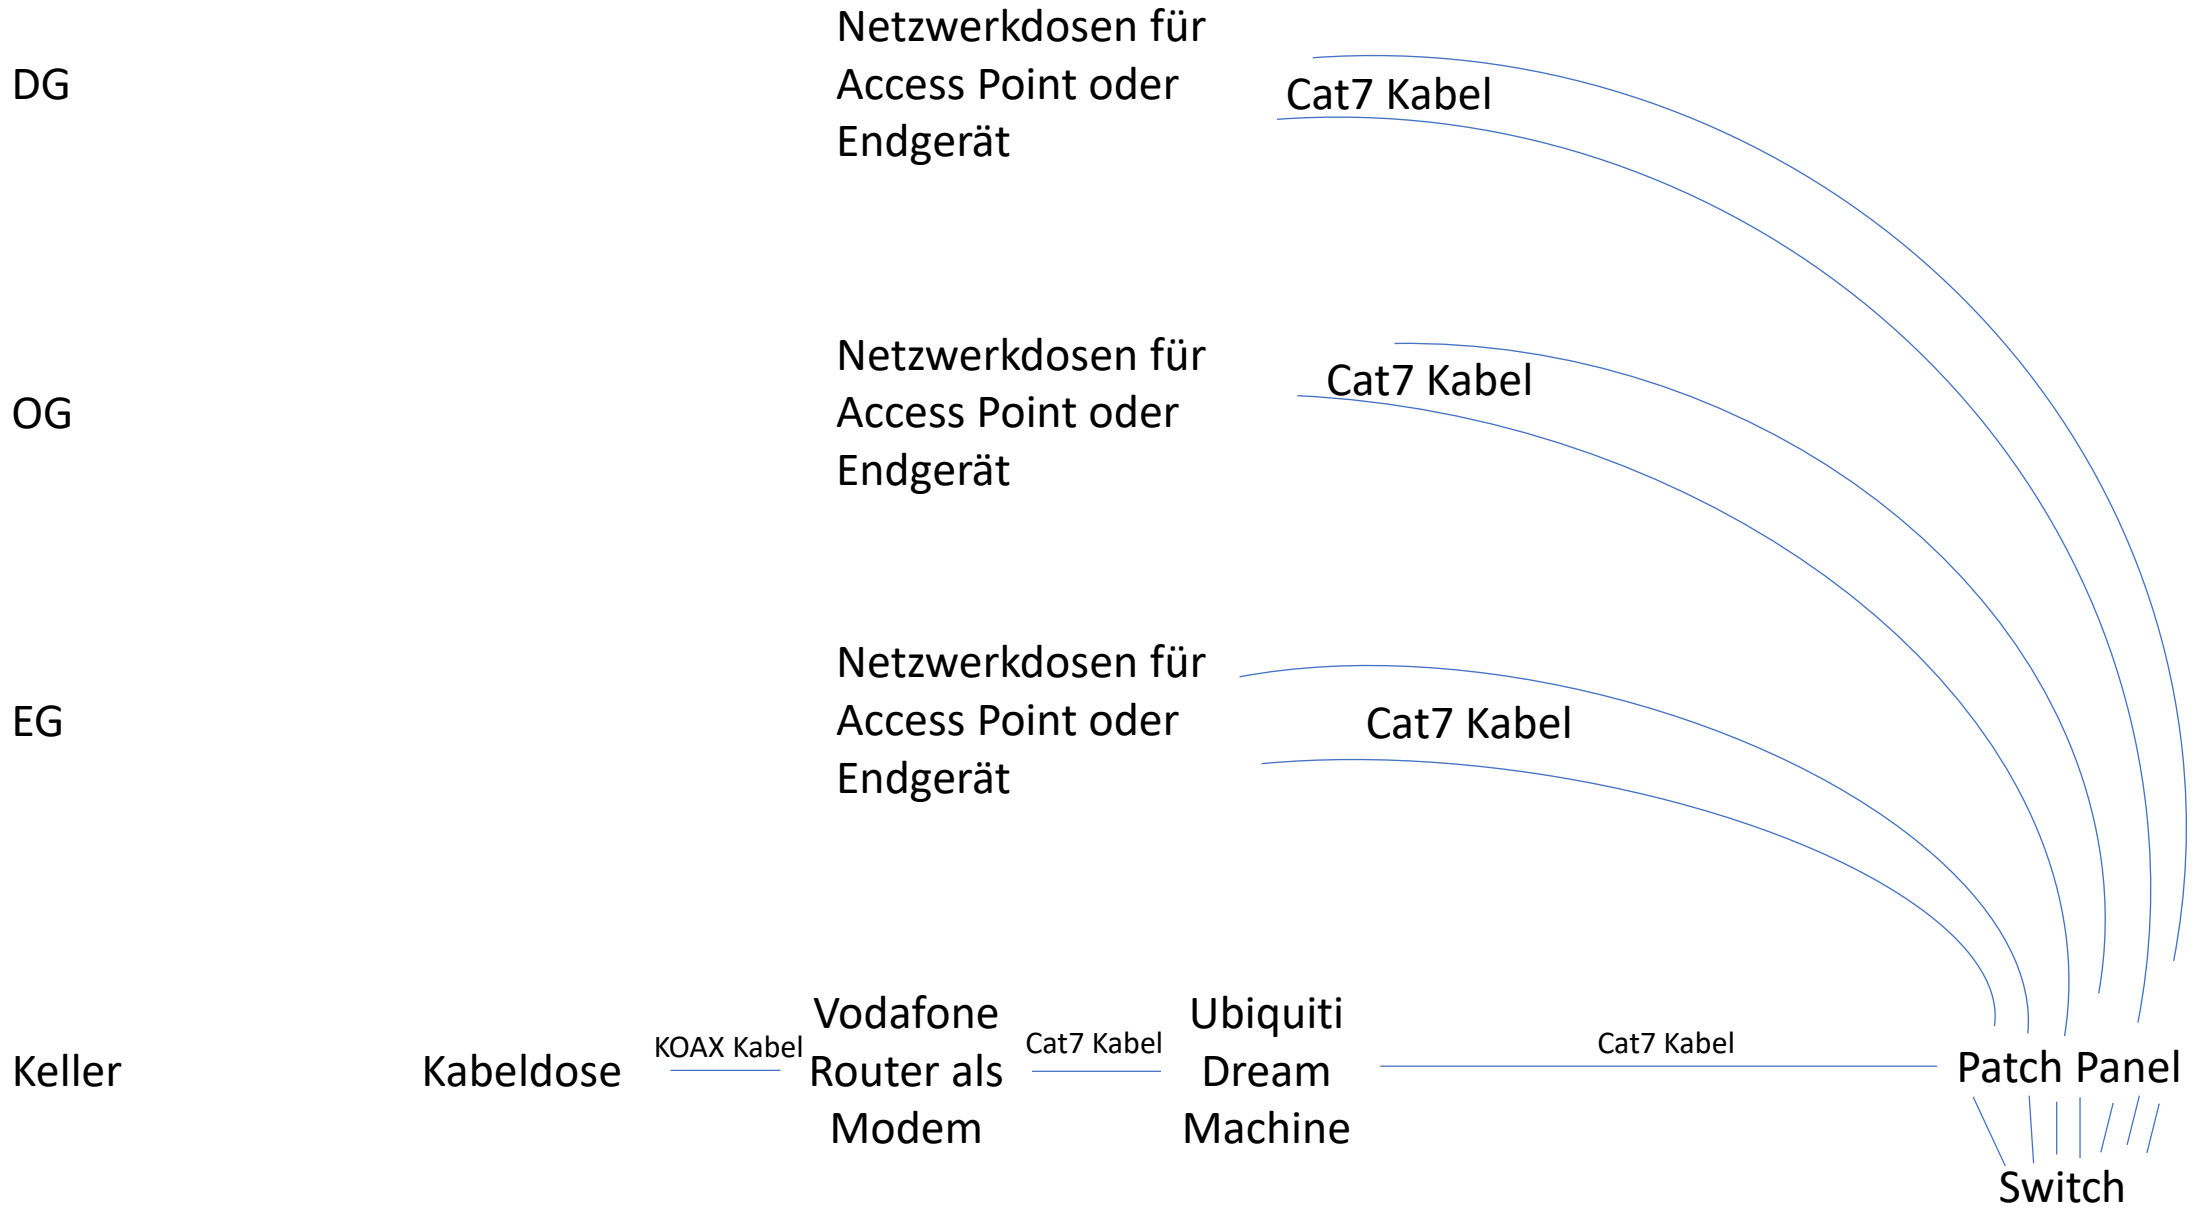 Netzwerkdosen für
DG
Access Point oder
Cat7 Kabel
Endgerät
Netzwerkdosen für
Cat7 Kabel
OG
Access Point oder
Endgerät
Netzwerkdosen für
EG
Access Point oder
Cat7 Kabel
Endgerät
Keller
Kabeldose
KOAX Kabel
Vodafone
Router als
Modem
Cat7 Kabel
Ubiquiti
Dream
Machine
Cat7 Kabel
Patch Panel
Switch